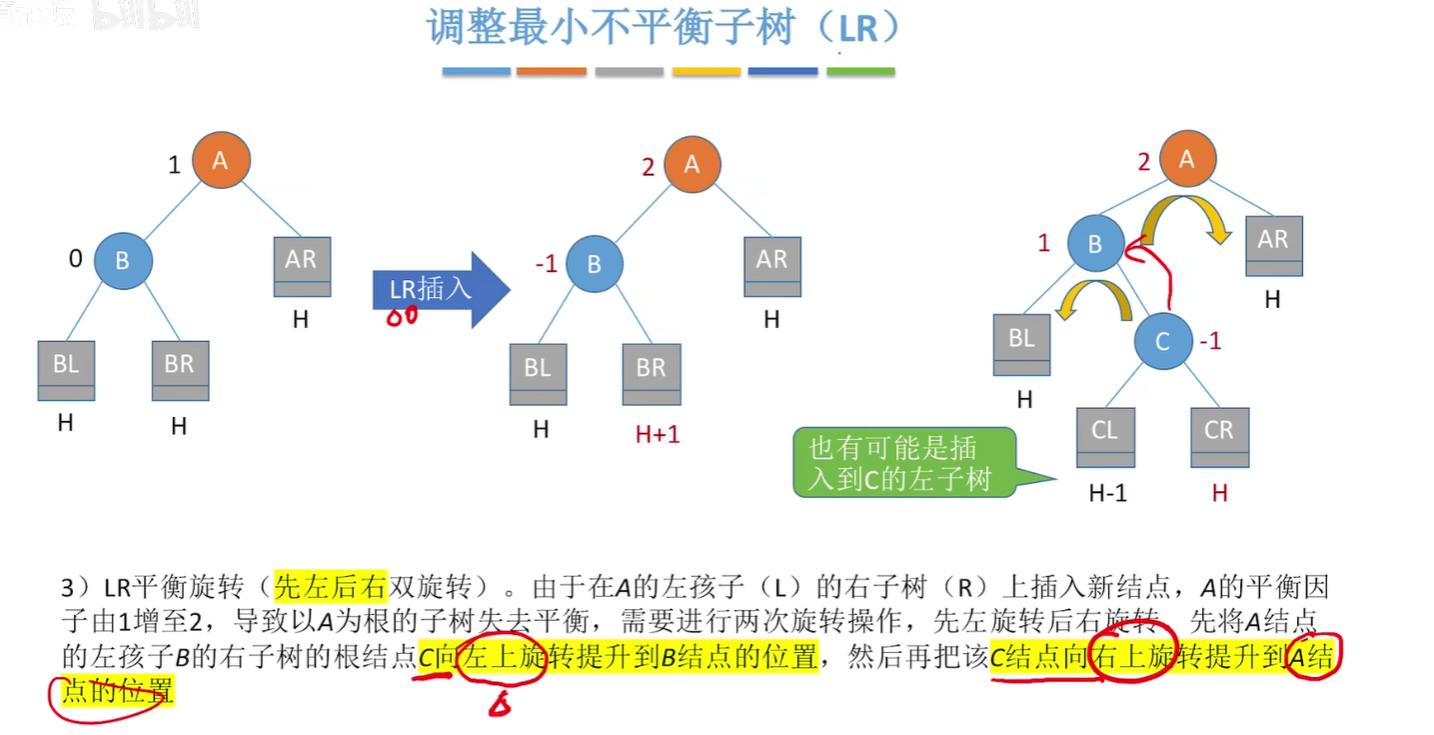 bilibili
调整最小不平衡子树（LR）
1 A
0 B
AR
H
BL
BR
H
H
LR插入
2 A
-1 B
AR
H
BL
BR
H
H+1
2 A
1 B
AR
H
BL
H
C -1
CL
CR
H-1
H
也有可能是插
入到C的左子树
3）LR平衡旋转（先左后右双旋转）。由于在A的左孩子（L）的右子树（R）上插入新结点，A的平衡因
子由1增至2，导致以A为根的子树失去平衡，需要进行两次旋转操作，先左旋转后右旋转 先将A结点
的左孩子B的右子树的根结点C向左上旋转提升到B结点的位置，然后再把该C结点向右上旋转提升到A结
点的位置